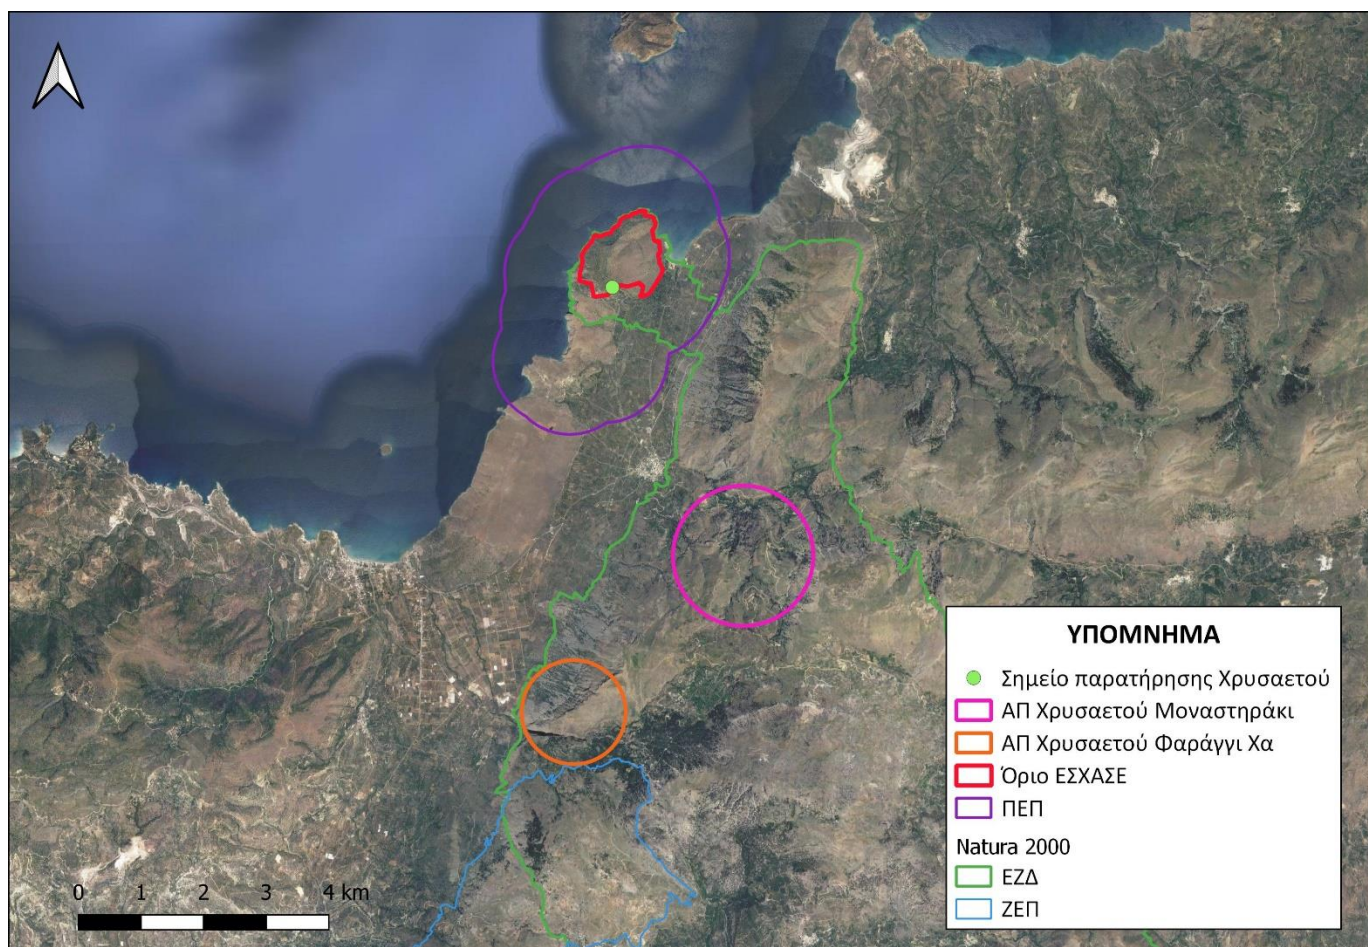 ΥΠΟΜΝΗΜΑ
Σημείο παρατήρησης Χρυσαετού
ΑΠ Χρυσαετού Μοναστηράκι
ΑΠ Χρυσαετού Φαράγγι Χα
Όριο ΕΣΧΑΣΕ
ΠΕΠ
Natura 2000
ΕΖΔ
ΖΕΠ
0 1 2 3 4 km